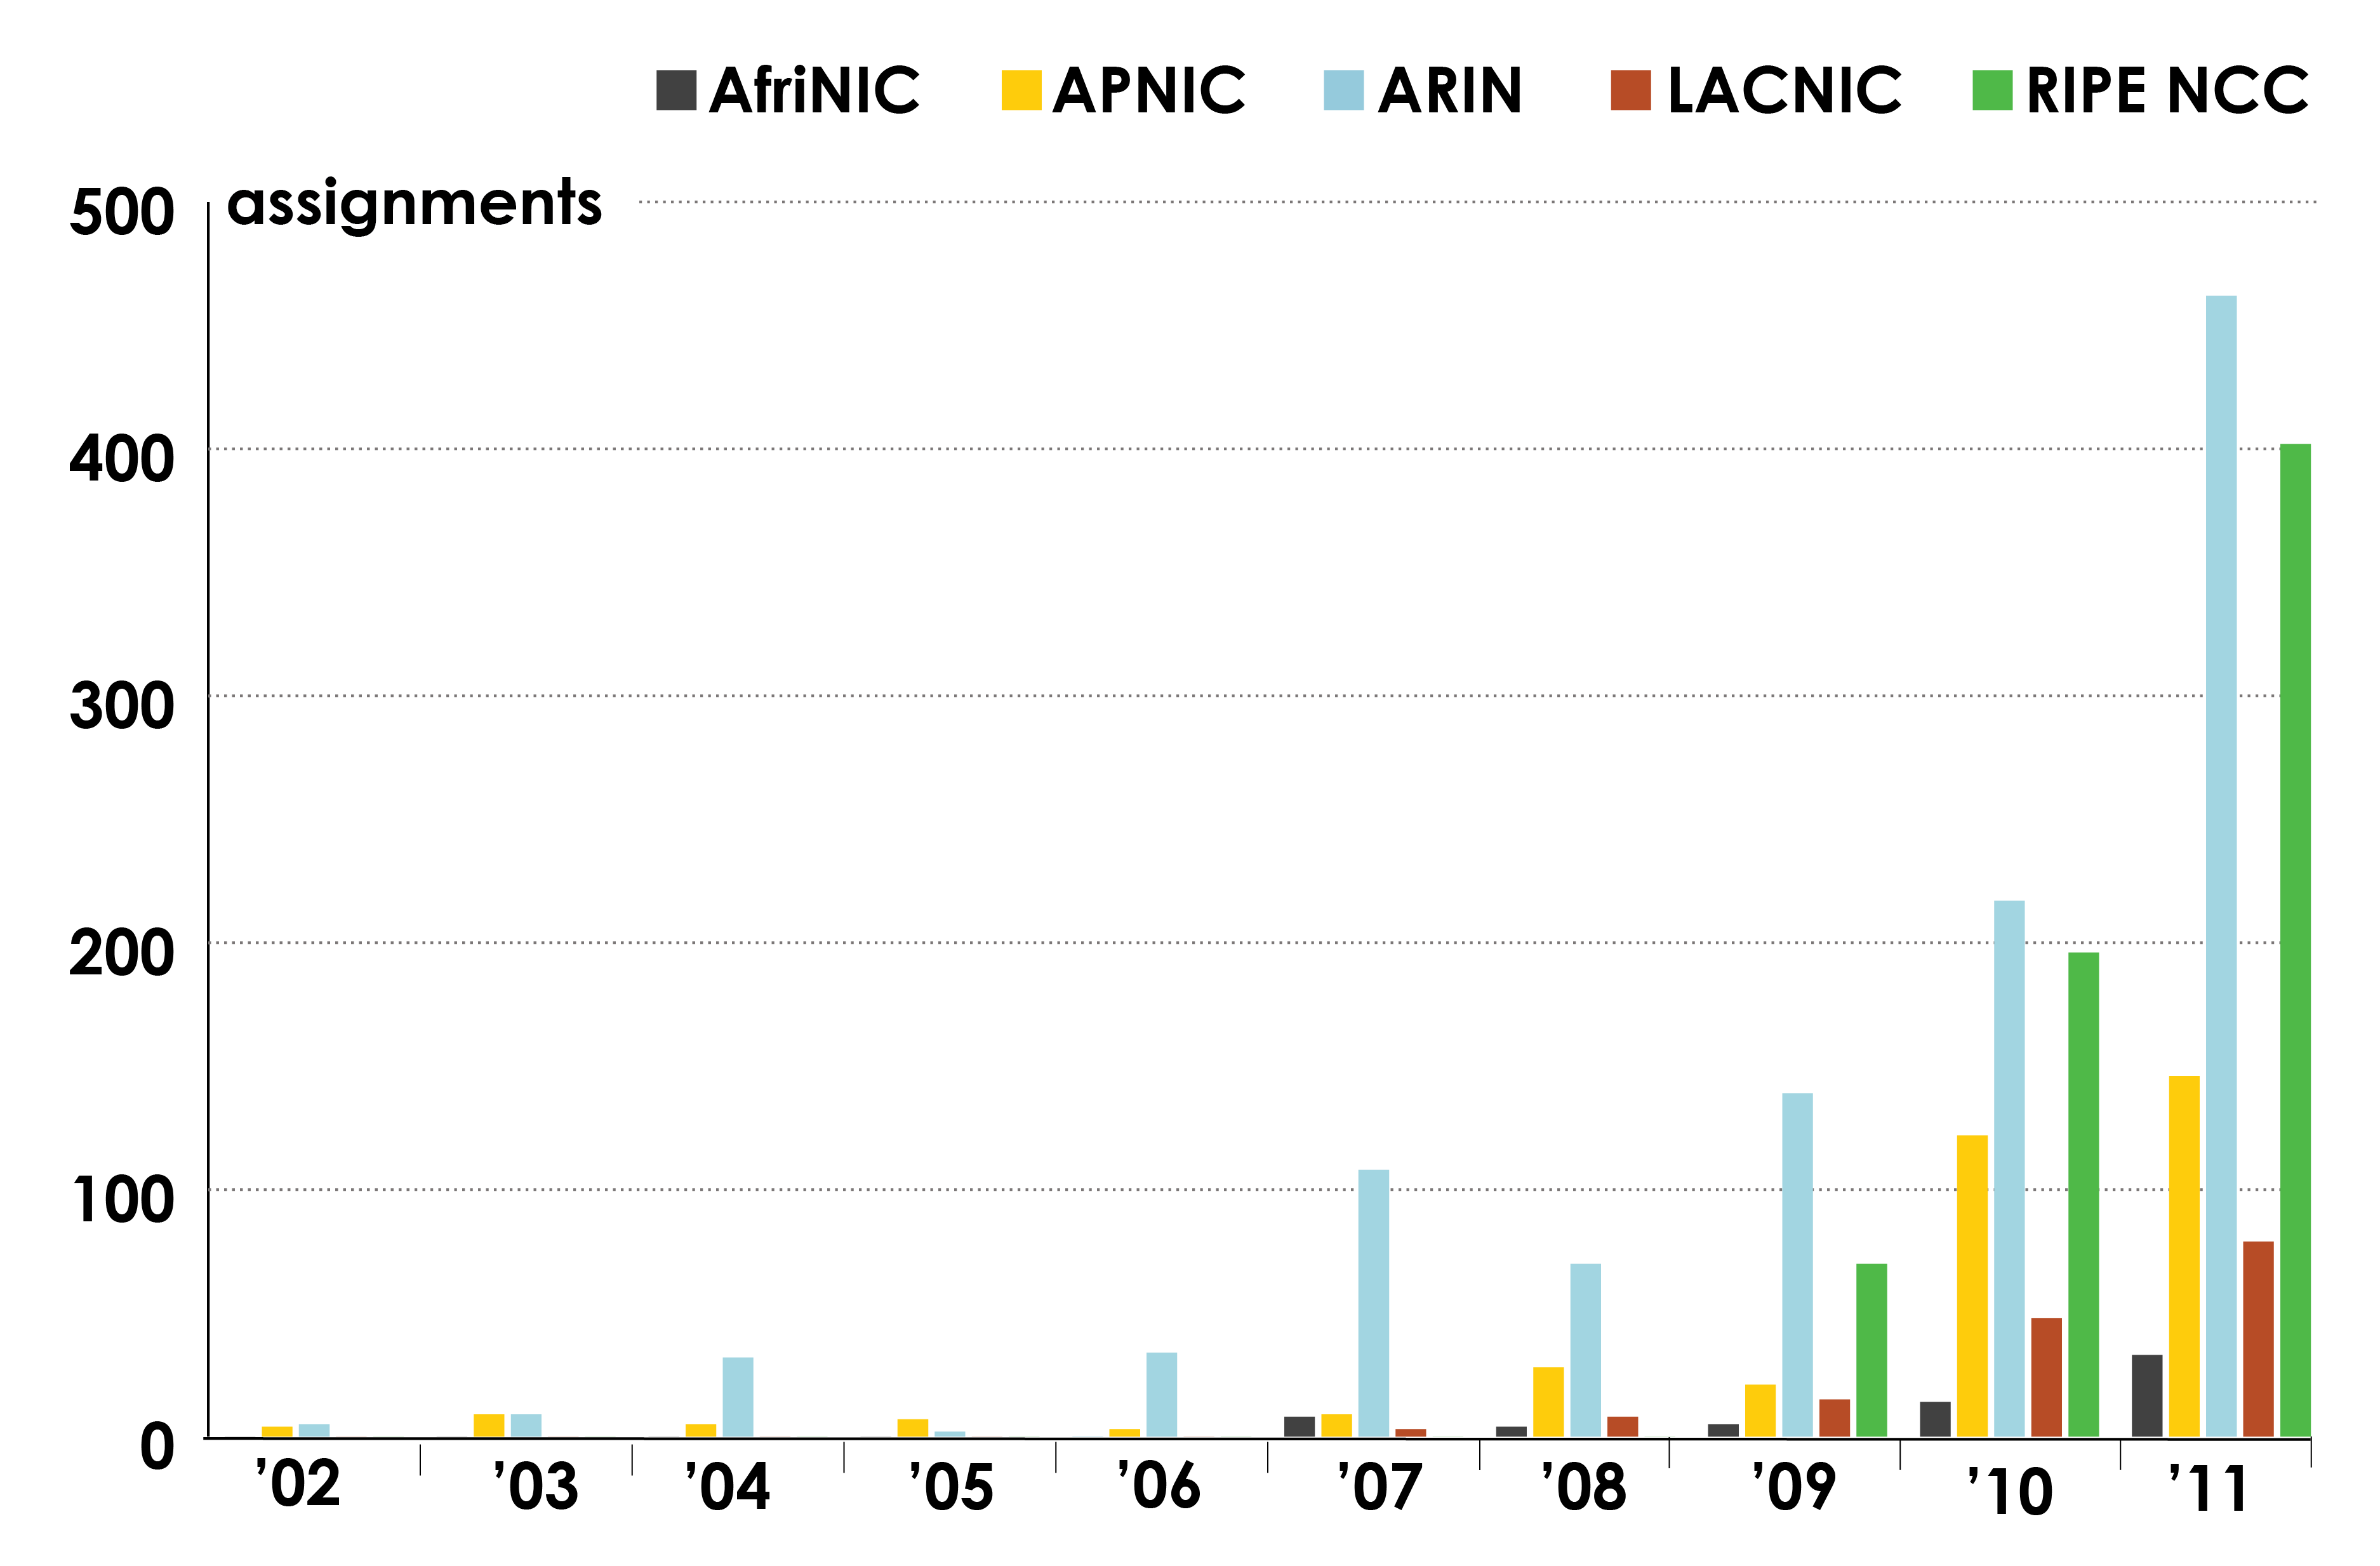 AfriNIC APNIC ARIN LACNIC RIPE NCC
500 assignments
400
300
200
100
0
’02 ’03 ’04 ’05 ’06 ’07 ’08 ’09 ’10 ’11